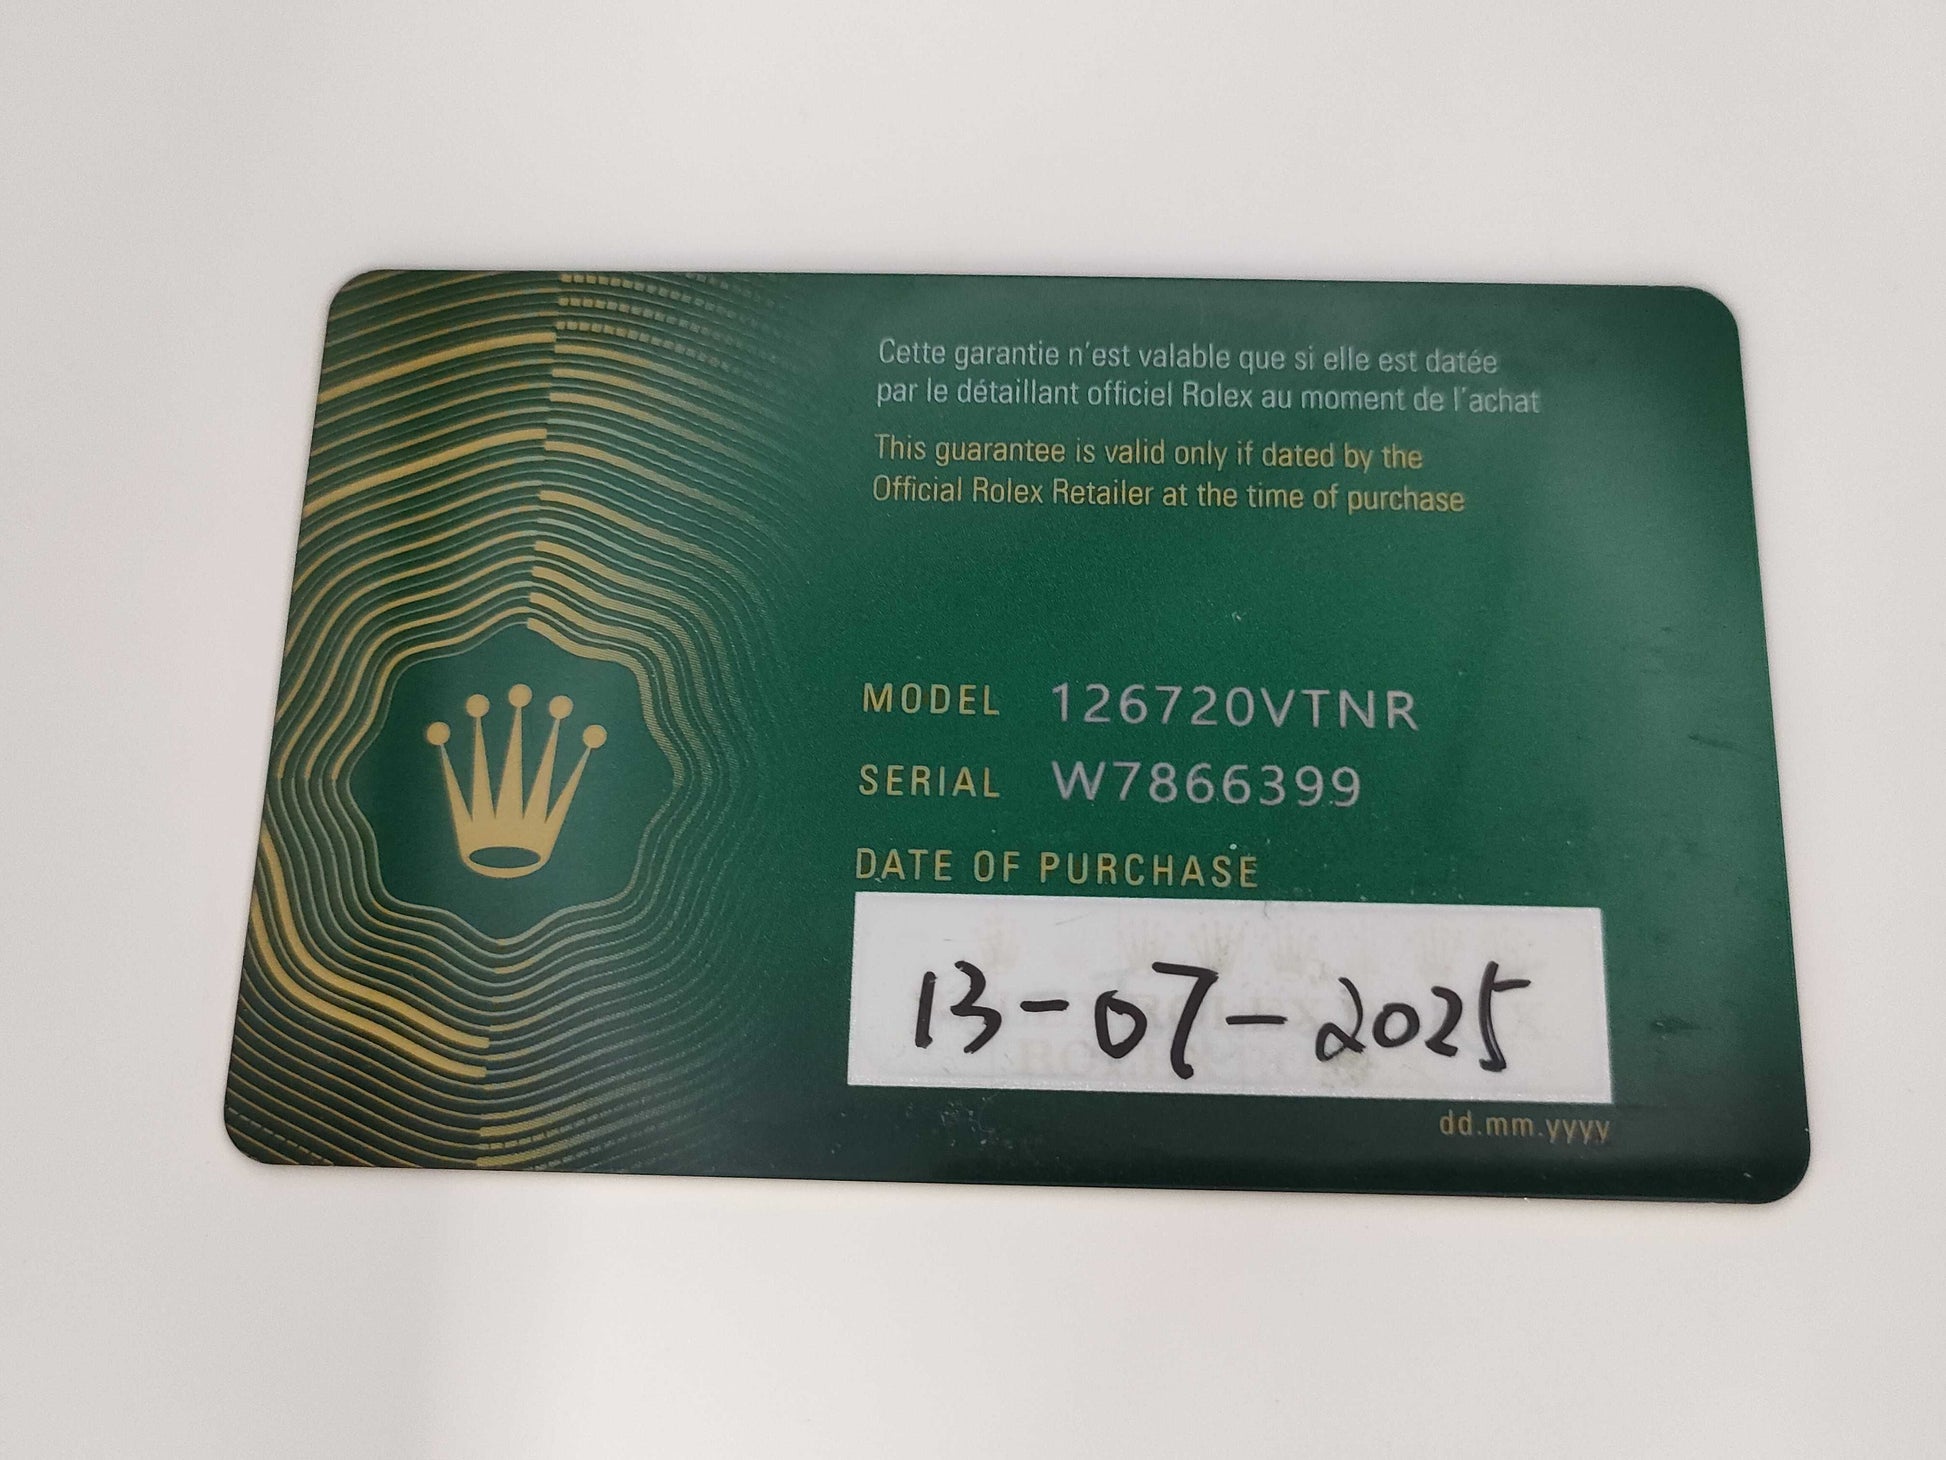 Cette garantie n'est valable que si elle est datée
par le détaillant officiel Rolex au moment de l'achat
This guarantee is valid only if dated by the
Official Rolex Retailer at the time of purchase
MODEL 126720VTNR
SERIAL W7866399
DATE OF PURCHASE
13-07-2025
dd.mm.yyyy